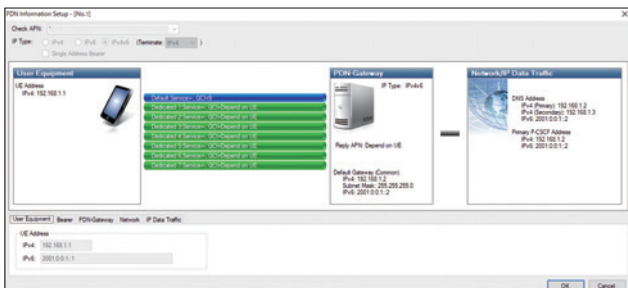 PDN Information Setup - [No.1]
Check APN: *
IP Type: IPv4 IPv6 IPv4v6 (Terminate: IPv4 )
Single Address Bearer
User Equipment
UE Address
IPv4: 192.168.1.1
Default Service=-, QCI=5
Dedicated 1 Service=-, QCI=Depend on UE
Dedicated 2 Service=-, QCI=Depend on UE
Dedicated 3 Service=-, QCI=Depend on UE
Dedicated 4 Service=-, QCI=Depend on UE
Dedicated 5 Service=-, QCI=Depend on UE
Dedicated 6 Service=-, QCI=Depend on UE
Dedicated 7 Service=-, QCI=Depend on UE
PDN-Gateway
IP Type: IPv4v6
Reply APN: Depend on UE
Default Gateway (Common)
IPv4: 192.168.1.2
Subnet Mask: 255.255.255.0
IPv6: 2001:0:0:1::2
Network/IP Data Traffic
DNS Address
IPv4 (Primary): 192.168.1.2
IPv4 (Secondary): 192.168.1.3
IPv6: 2001:0:0:1::2
Primary P-CSCF Address
IPv4: 192.168.1.2
IPv6: 2001:0:0:1::2
User Equipment Bearer PDN-Gateway Network IP Data Traffic
UE Address
IPv4: 192.168.1.1
IPv6: 2001:0:0:1::1
OK Cancel